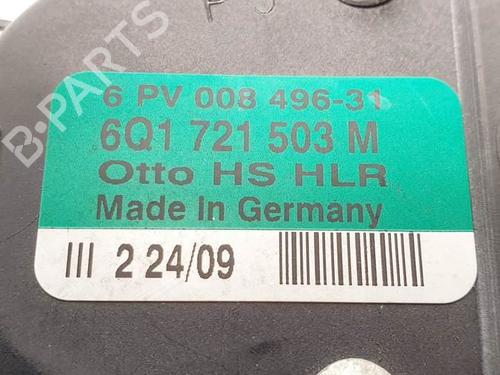 B-PARTS
6 PV 008 496-31
6Q1 721 503 M
Otto HS HLR
Made in Germany
III 2 24/09